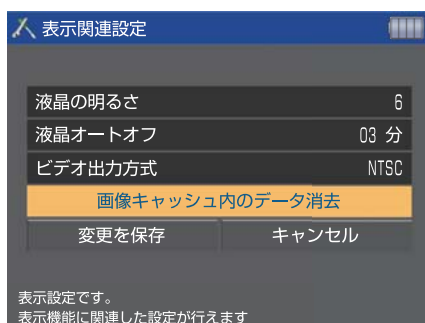 表示関連設定
液晶の明るさ 6
液晶オートオフ 03 分
ビデオ出力方式 NTSC
画像キャッシュ内のデータ消去
変更を保存 キャンセル
表示設定です。
表示機能に関連した設定が行えます